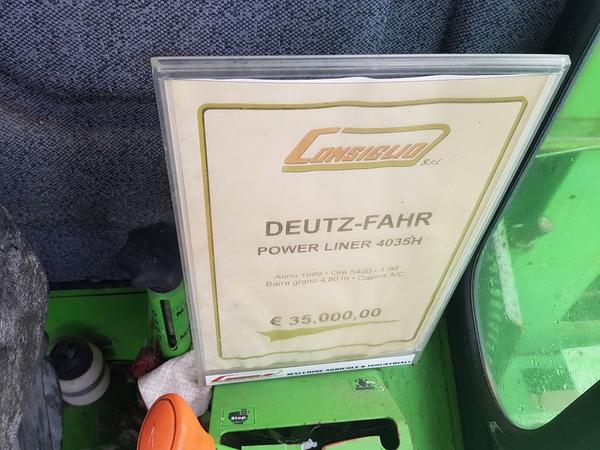 CONSIGLIO S.r.l.
DEUTZ-FAHR
POWER LINER 4035H
Anno 1999 - Ore 5400 - 4 lati
Barra grano 4,80 m - Cabina A/C
€ 35.000,00
MACCHINE AGRICOLE & INDUSTRIALI
Stop